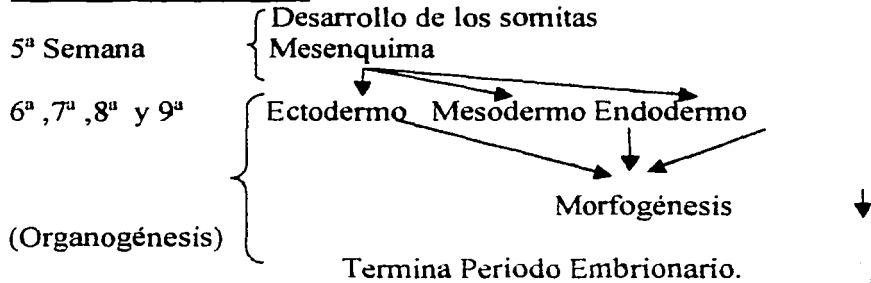 Desarrollo de los somitas
5ª Semana Mesenquima
6ª ,7ª ,8ª y 9ª Ectodermo Mesodermo Endodermo
Morfogénesis
(Organogénesis)
Termina Periodo Embrionario.